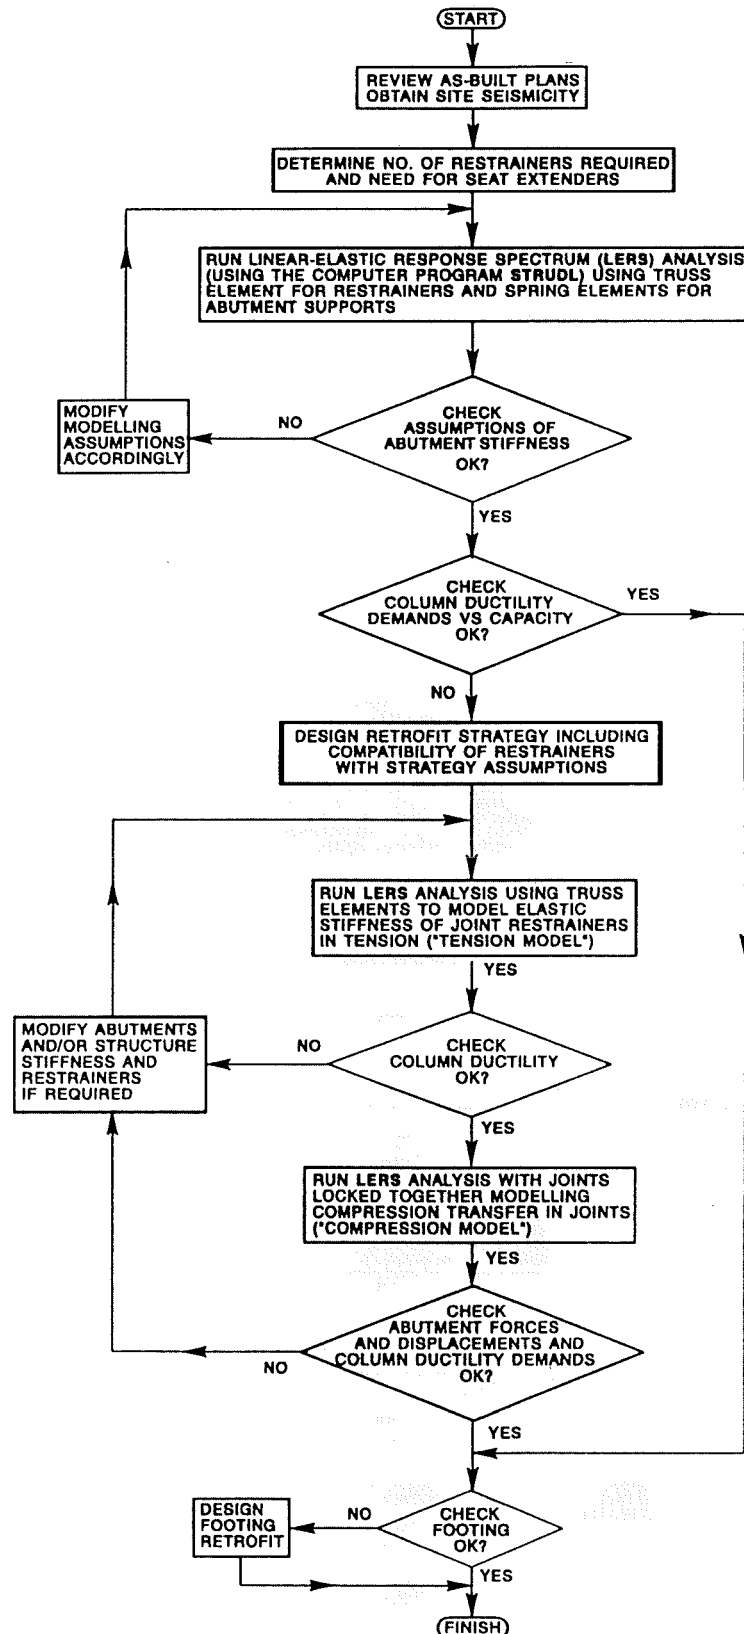 START
REVIEW AS-BUILT PLANS
OBTAIN SITE SEISMICITY
DETERMINE NO. OF RESTRAINERS REQUIRED
AND NEED FOR SEAT EXTENDERS
RUN LINEAR-ELASTIC RESPONSE SPECTRUM (LERS) ANALYSIS
(USING THE COMPUTER PROGRAM STRUDL) USING TRUSS
ELEMENT FOR RESTRAINERS AND SPRING ELEMENTS FOR
ABUTMENT SUPPORTS
CHECK
ASSUMPTIONS OF
ABUTMENT STIFFNESS
OK?
NO
MODIFY
MODELLING
ASSUMPTIONS
ACCORDINGLY
YES
CHECK
COLUMN DUCTILITY
DEMANDS VS CAPACITY
OK?
YES
NO
DESIGN RETROFIT STRATEGY INCLUDING
COMPATIBILITY OF RESTRAINERS
WITH STRATEGY ASSUMPTIONS
RUN LERS ANALYSIS USING TRUSS
ELEMENTS TO MODEL ELASTIC
STIFFNESS OF JOINT RESTRAINERS
IN TENSION ("TENSION MODEL")
YES
CHECK
COLUMN DUCTILITY
OK?
NO
MODIFY ABUTMENTS
AND/OR STRUCTURE
STIFFNESS AND
RESTRAINERS
IF REQUIRED
YES
RUN LERS ANALYSIS WITH JOINTS
LOCKED TOGETHER MODELLING
COMPRESSION TRANSFER IN JOINTS
("COMPRESSION MODEL")
YES
CHECK
ABUTMENT FORCES
AND DISPLACEMENTS AND
COLUMN DUCTILITY DEMANDS
OK?
NO
YES
CHECK
FOOTING
OK?
NO
DESIGN
FOOTING
RETROFIT
YES
FINISH